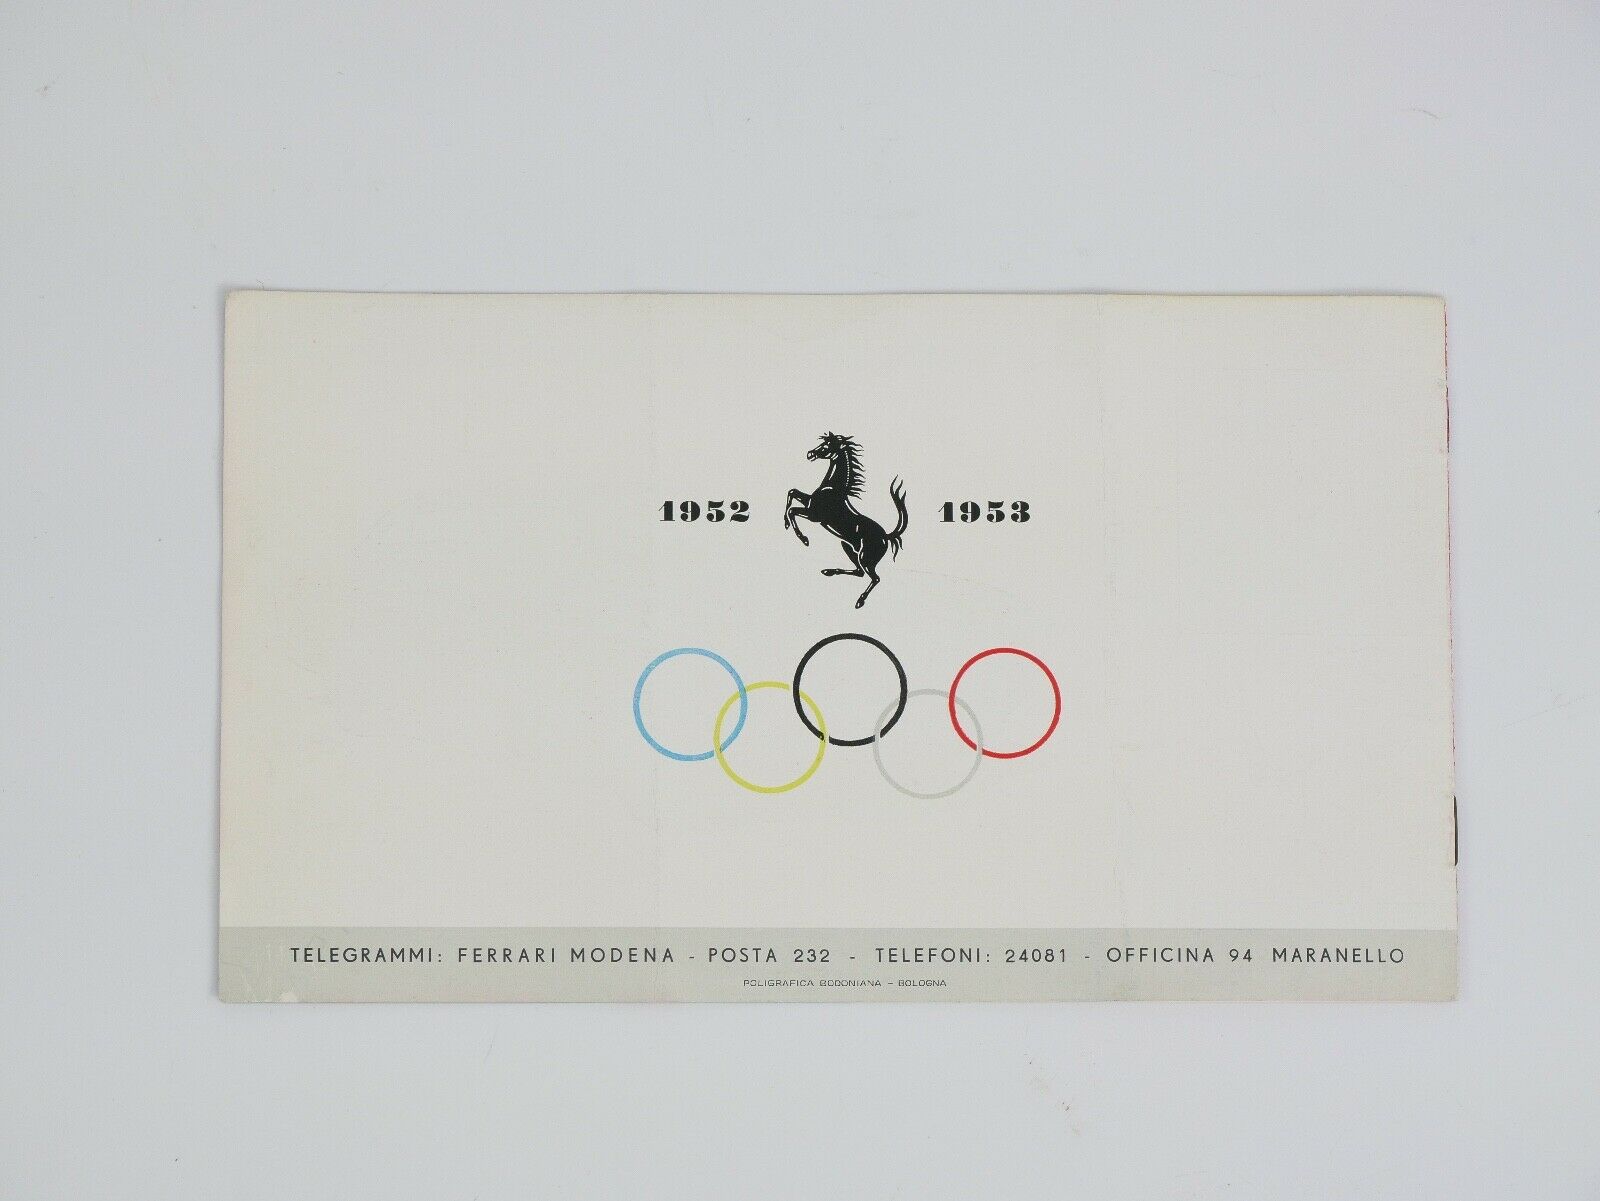 1952 1953
TELEGRAMMI: FERRARI MODENA - POSTA 232 - TELEFONI: 24081 - OFFICINA 94 MARANELLO
POLIGRAFICA BODONIANA - BOLOGNA